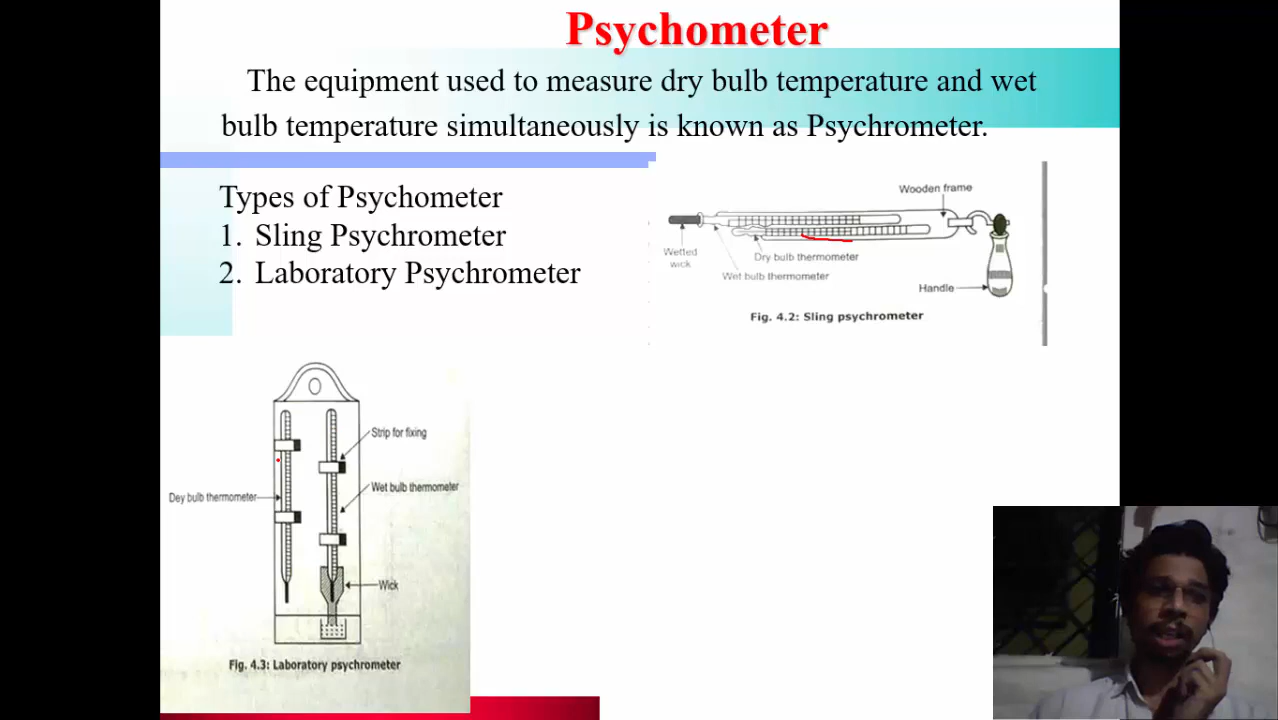 Psychometer
The equipment used to measure dry bulb temperature and wet
bulb temperature simultaneously is known as Psychrometer.
Types of Psychometer
1. Sling Psychrometer
2. Laboratory Psychrometer
Wooden frame
Wetted
wick
Dry bulb thermometer
Wet bulb thermometer
Handle
Fig. 4.2: Sling psychrometer
Strip for fixing
Wet bulb thermometer
Dey bulb thermometer
Wick
Fig. 4.3: Laboratory psychrometer